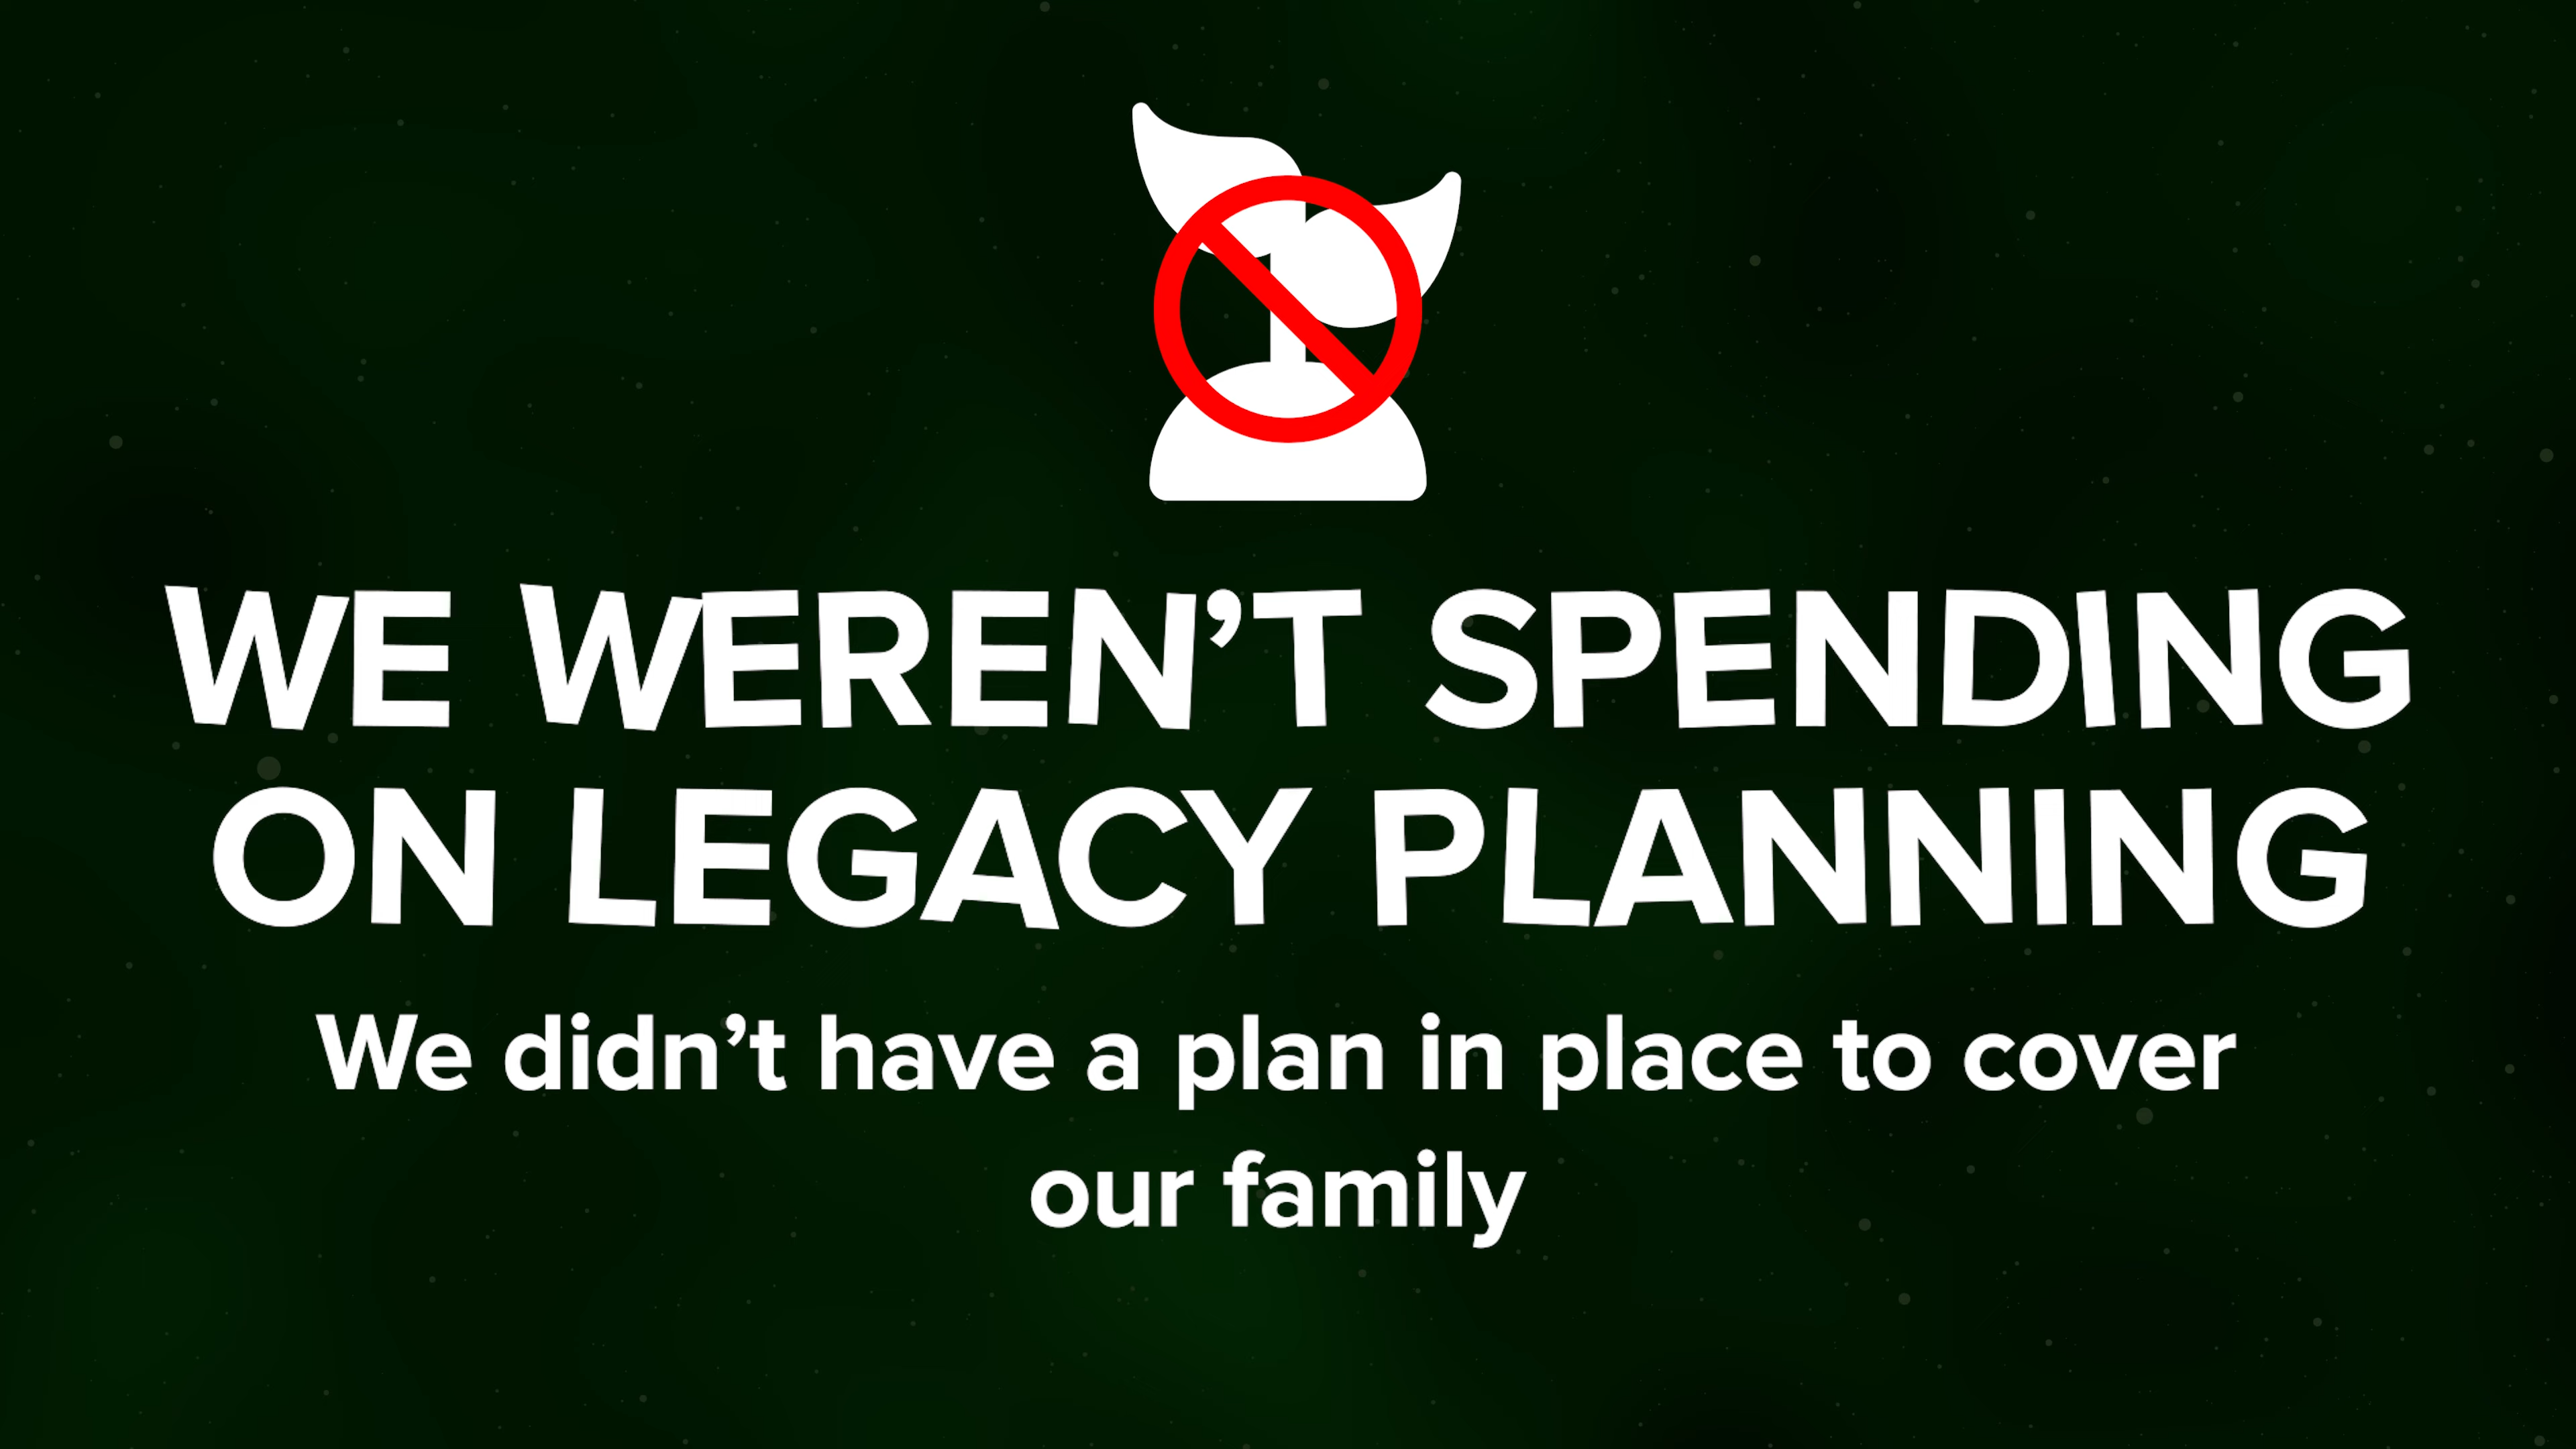 WE WEREN’T SPENDING
ON LEGACY PLANNING
We didn’t have a plan in place to cover
our family